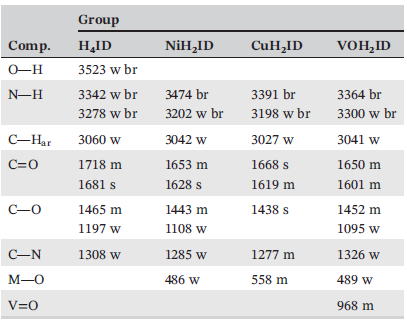 Group
Comp. H₄ID NiH₂ID CuH₂ID VOH₂ID
O—H 3523 w br
N—H 3342 w br 3474 br 3391 br 3364 br
3278 w br 3202 w br 3198 w br 3300 w br
C—Hₐᵣ 3060 w 3042 w 3027 w 3041 w
C=O 1718 m 1653 m 1668 s 1650 m
1681 s 1628 s 1619 m 1601 m
C—O 1465 m 1443 m 1438 s 1452 m
1197 w 1108 w 1095 w
C—N 1308 w 1285 w 1277 m 1326 w
M—O 486 w 558 m 489 w
V=O 968 m